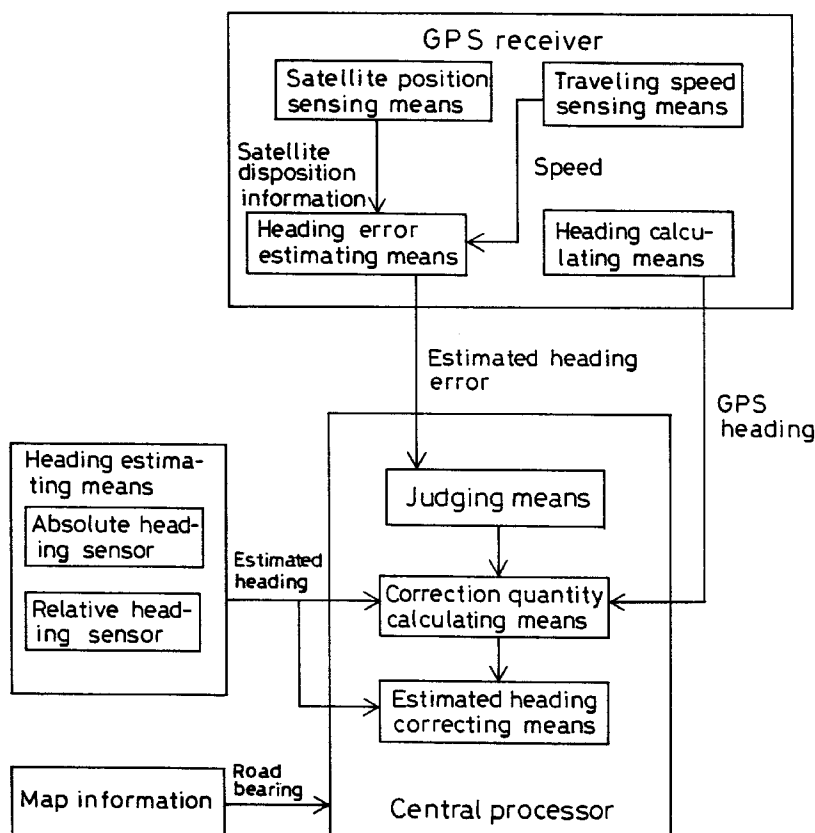 GPS receiver
Satellite position
sensing means
Traveling speed
sensing means
Satellite
disposition
information
Speed
Heading error
estimating means
Heading calcu-
lating means
Estimated heading
error
GPS
heading
Heading estima-
ting means
Absolute head-
ing sensor
Relative head-
ing sensor
Estimated
heading
Judging means
Correction quantity
calculating means
Estimated heading
correcting means
Map information
Road
bearing
Central processor